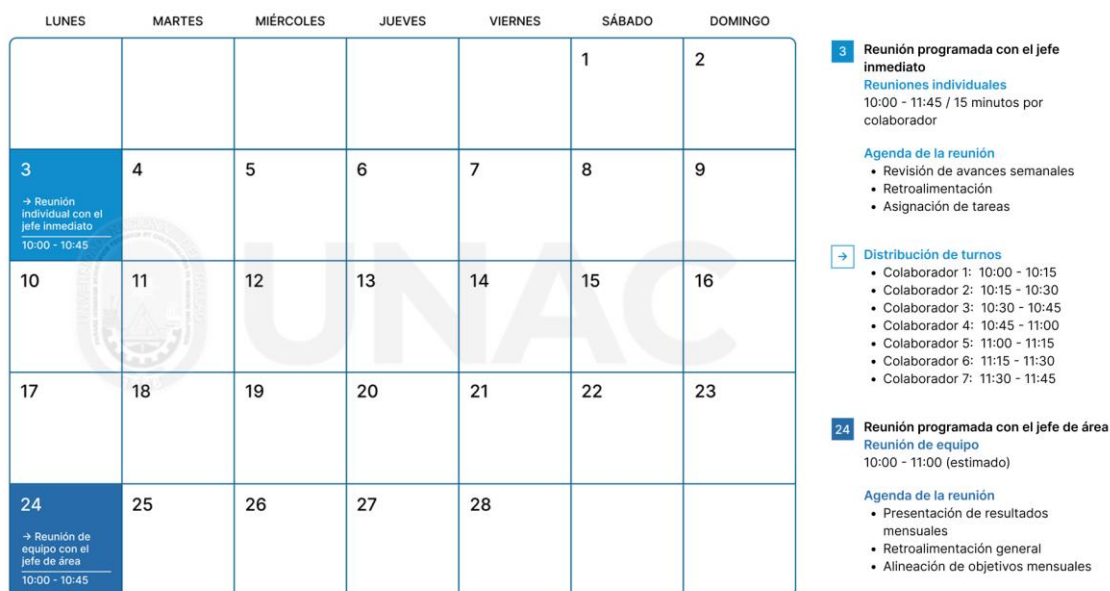 LUNES MARTES MIÉRCOLES JUEVES VIERNES SÁBADO DOMINGO
1 2
3 4 5 6 7 8 9
→ Reunión
individual con el
jefe inmediato
10:00 - 10:45
10 11 12 13 14 15 16
UNAC
17 18 19 20 21 22 23
24 25 26 27 28
→ Reunión de
equipo con el
jefe de área
10:00 - 10:45
3 Reunión programada con el jefe
inmediato
Reuniones individuales
10:00 - 11:45 / 15 minutos por
colaborador
Agenda de la reunión
• Revisión de avances semanales
• Retroalimentación
• Asignación de tareas
→ Distribución de turnos
• Colaborador 1: 10:00 - 10:15
• Colaborador 2: 10:15 - 10:30
• Colaborador 3: 10:30 - 10:45
• Colaborador 4: 10:45 - 11:00
• Colaborador 5: 11:00 - 11:15
• Colaborador 6: 11:15 - 11:30
• Colaborador 7: 11:30 - 11:45
24 Reunión programada con el jefe de área
Reunión de equipo
10:00 - 11:00 (estimado)
Agenda de la reunión
• Presentación de resultados
mensuales
• Retroalimentación general
• Alineación de objetivos mensuales